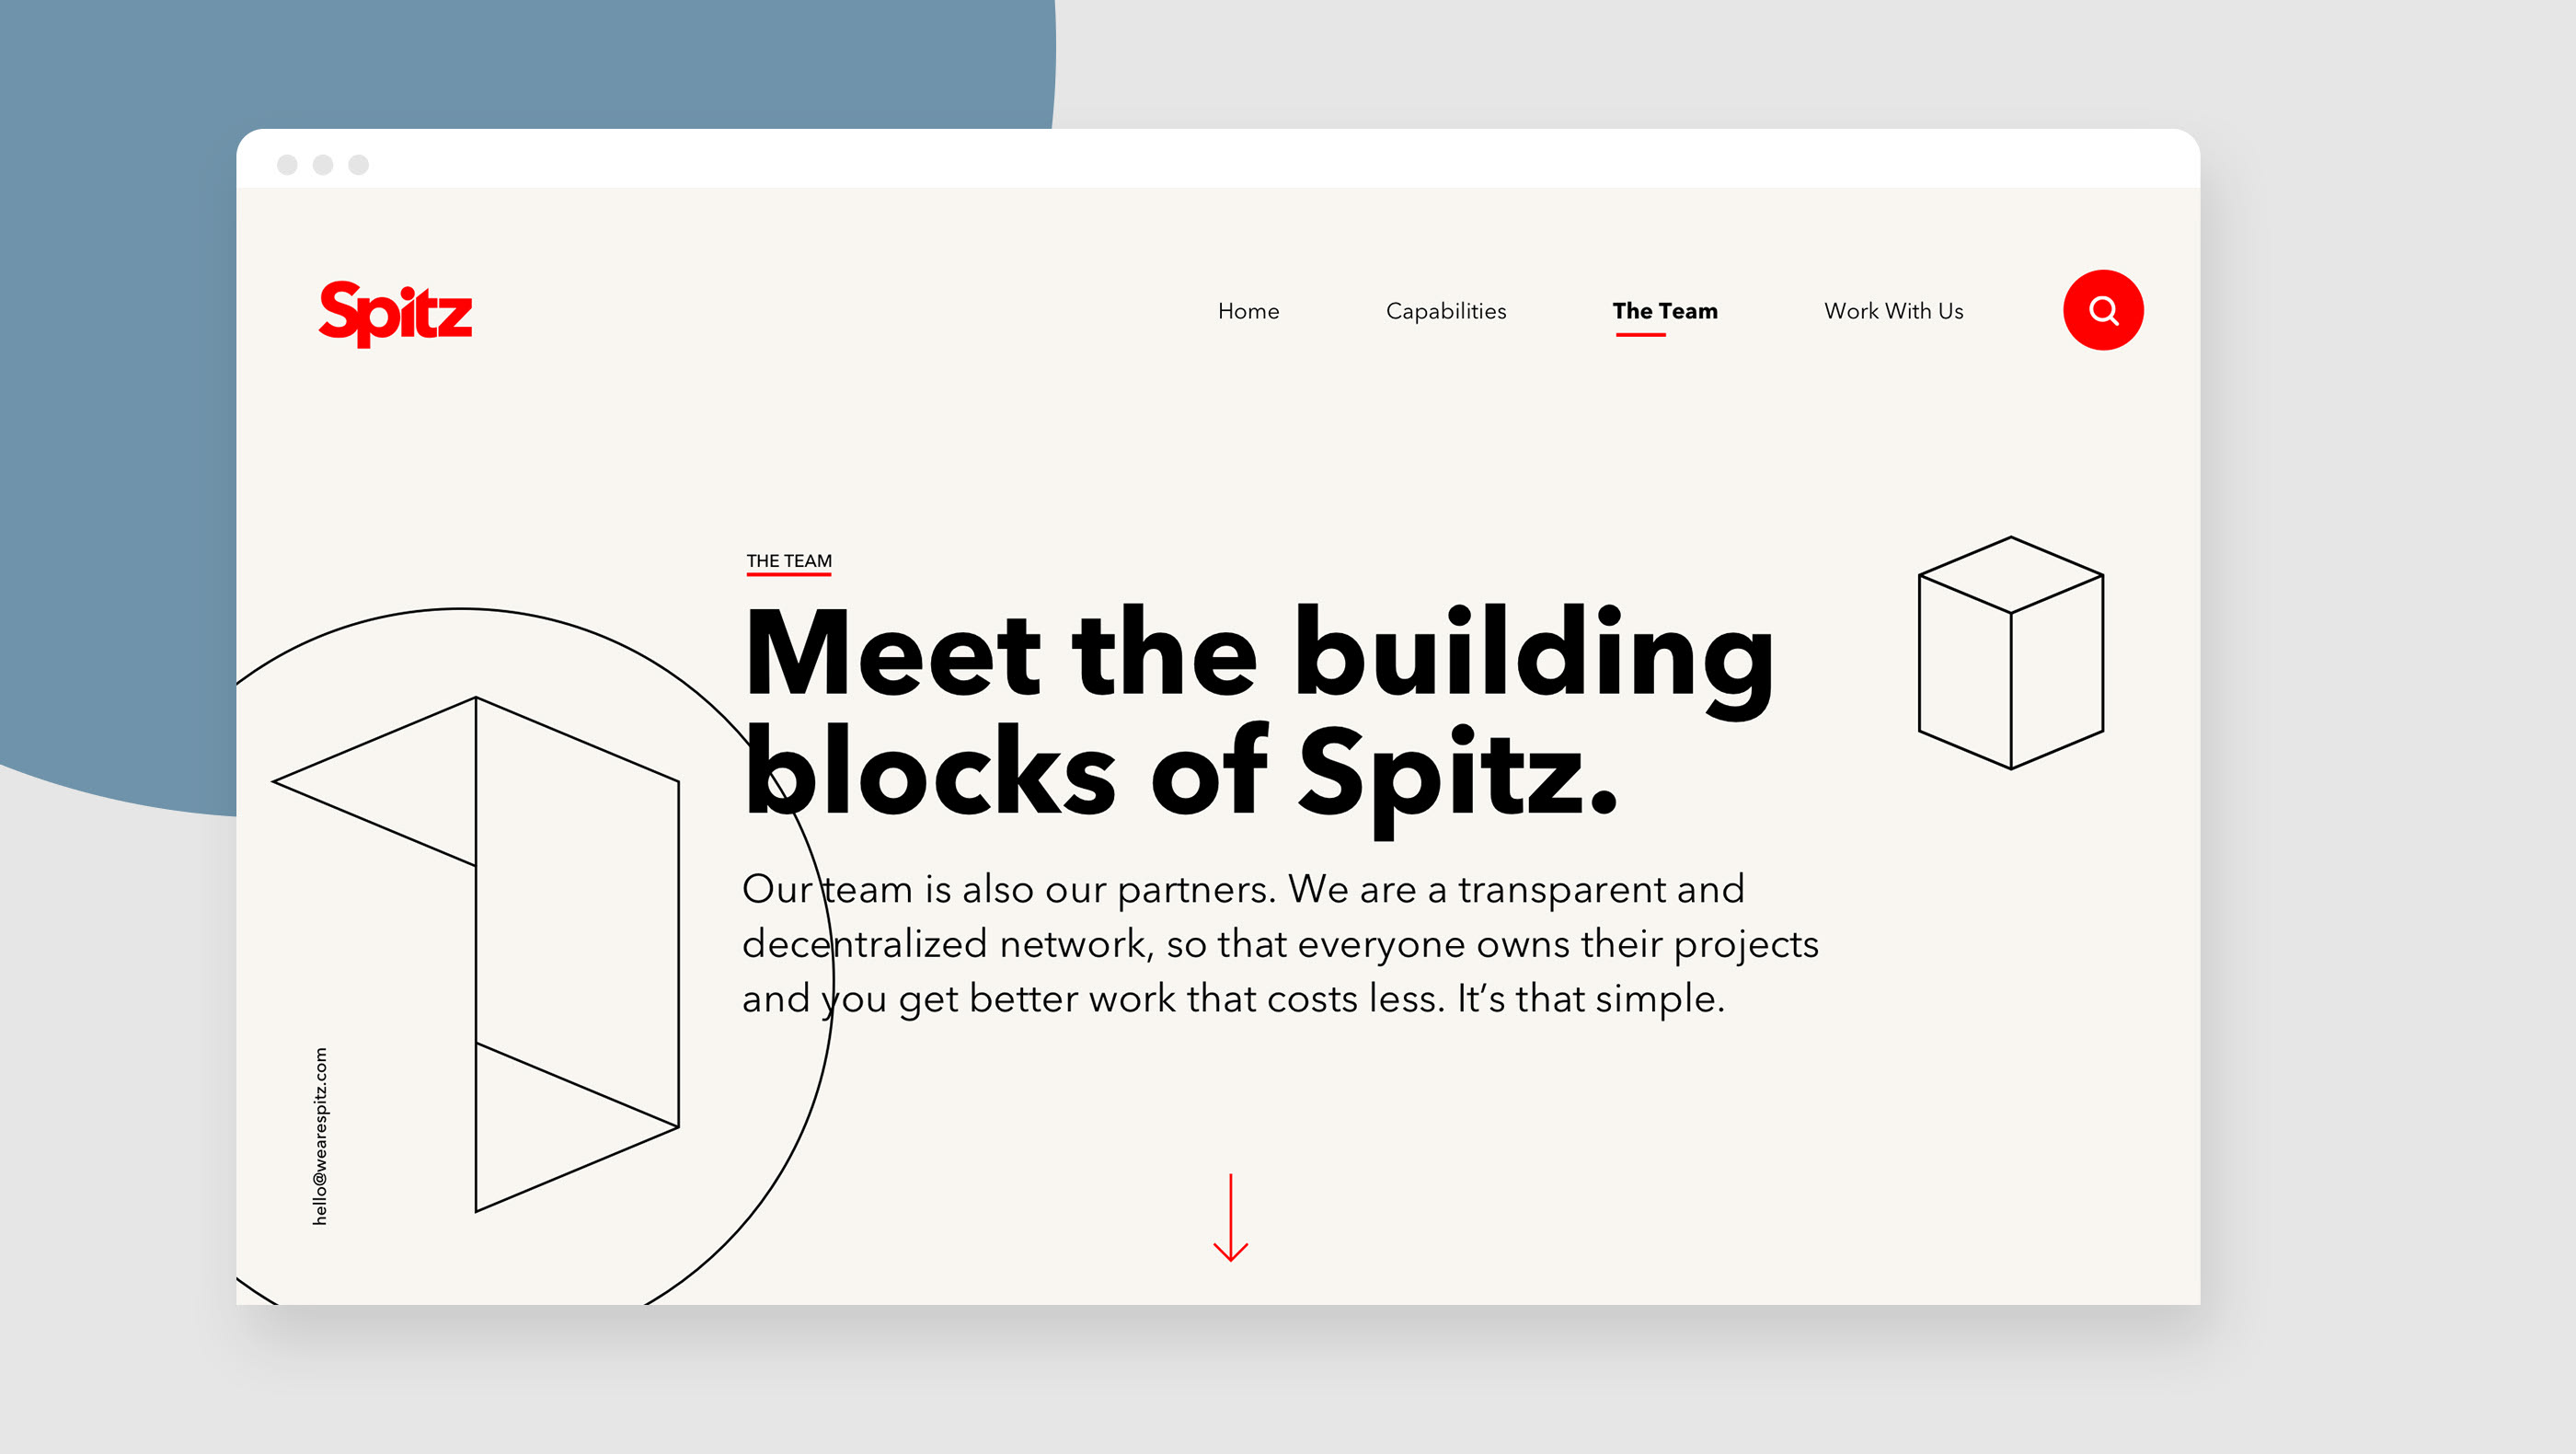 Spitz
Home
Capabilities
The Team
Work With Us
THE TEAM
Meet the building
blocks of Spitz.
Our team is also our partners. We are a transparent and
decentralized network, so that everyone owns their projects
and you get better work that costs less. It’s that simple.
hello@wearespitz.com